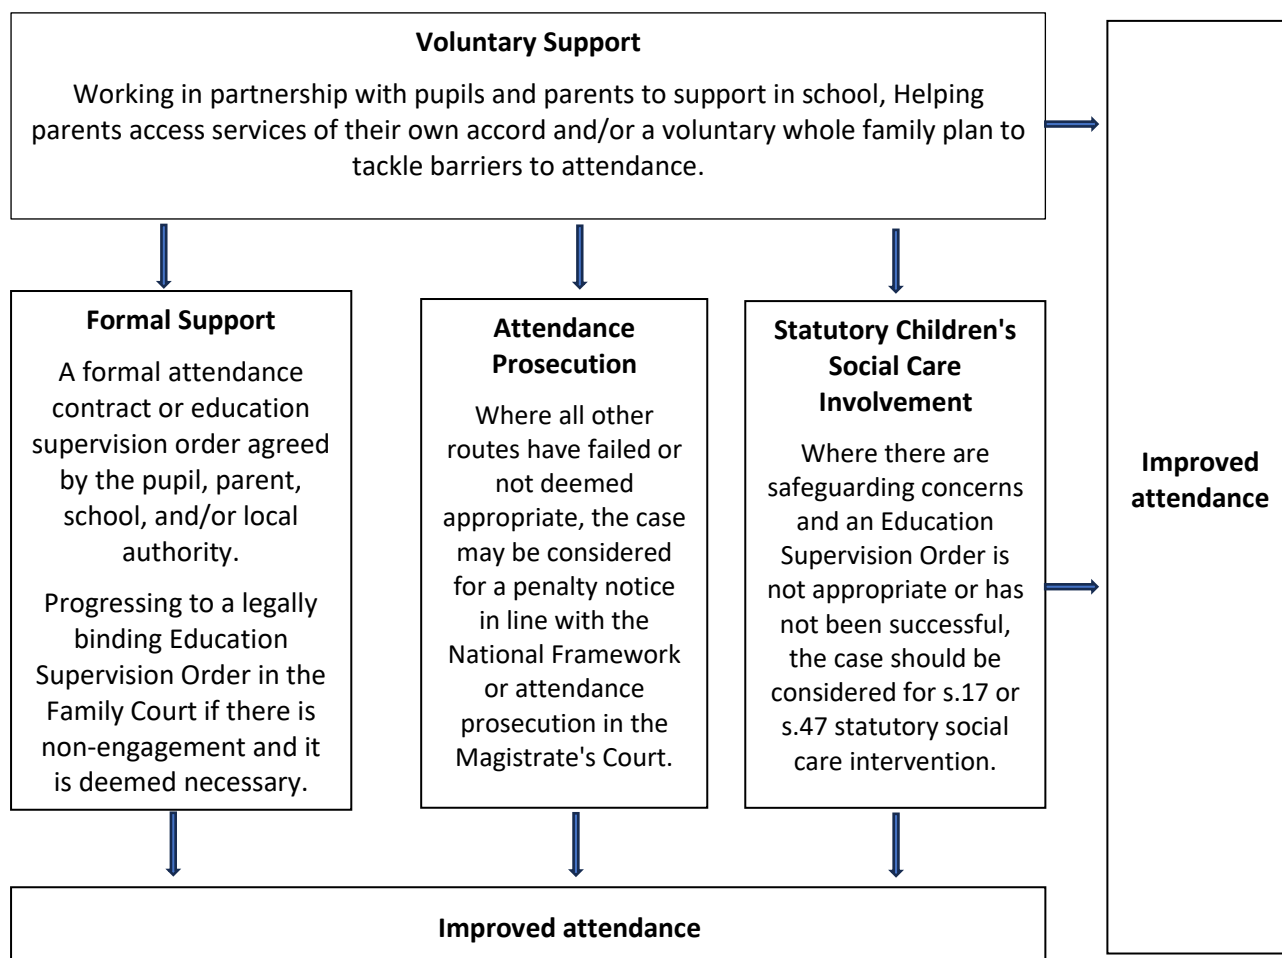 Voluntary Support
Working in partnership with pupils and parents to support in school, Helping
parents access services of their own accord and/or a voluntary whole family plan to
tackle barriers to attendance.
Formal Support
A formal attendance
contract or education
supervision order agreed
by the pupil, parent,
school, and/or local
authority.
Progressing to a legally
binding Education
Supervision Order in the
Family Court if there is
non-engagement and it
is deemed necessary.
Attendance
Prosecution
Where all other
routes have failed or
not deemed
appropriate, the case
may be considered
for a penalty notice
in line with the
National Framework
or attendance
prosecution in the
Magistrate's Court.
Statutory Children's
Social Care
Involvement
Where there are
safeguarding concerns
and an Education
Supervision Order is
not appropriate or has
not been successful,
the case should be
considered for s.17 or
s.47 statutory social
care intervention.
Improved
attendance
Improved attendance